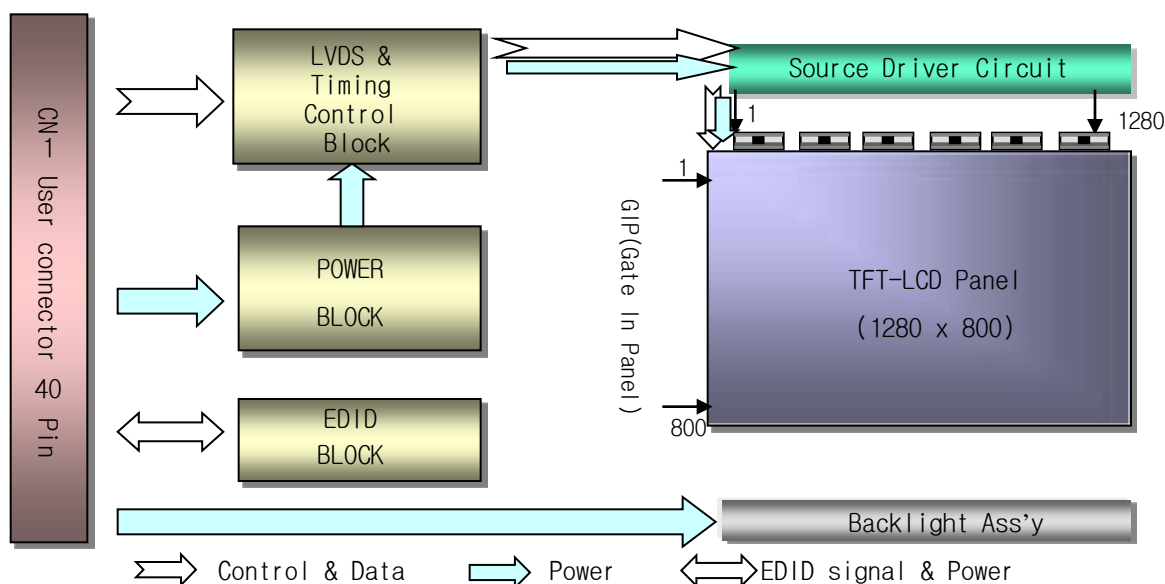 CN 1 User connector 40 Pin
LVDS &
Timing
Control
Block
POWER
BLOCK
EDID
BLOCK
Source Driver Circuit
1
1280
1
GIP(Gate In Panel)
800
TFT-LCD Panel
(1280 x 800)
Backlight Ass’y
Control & Data
Power
EDID signal & Power